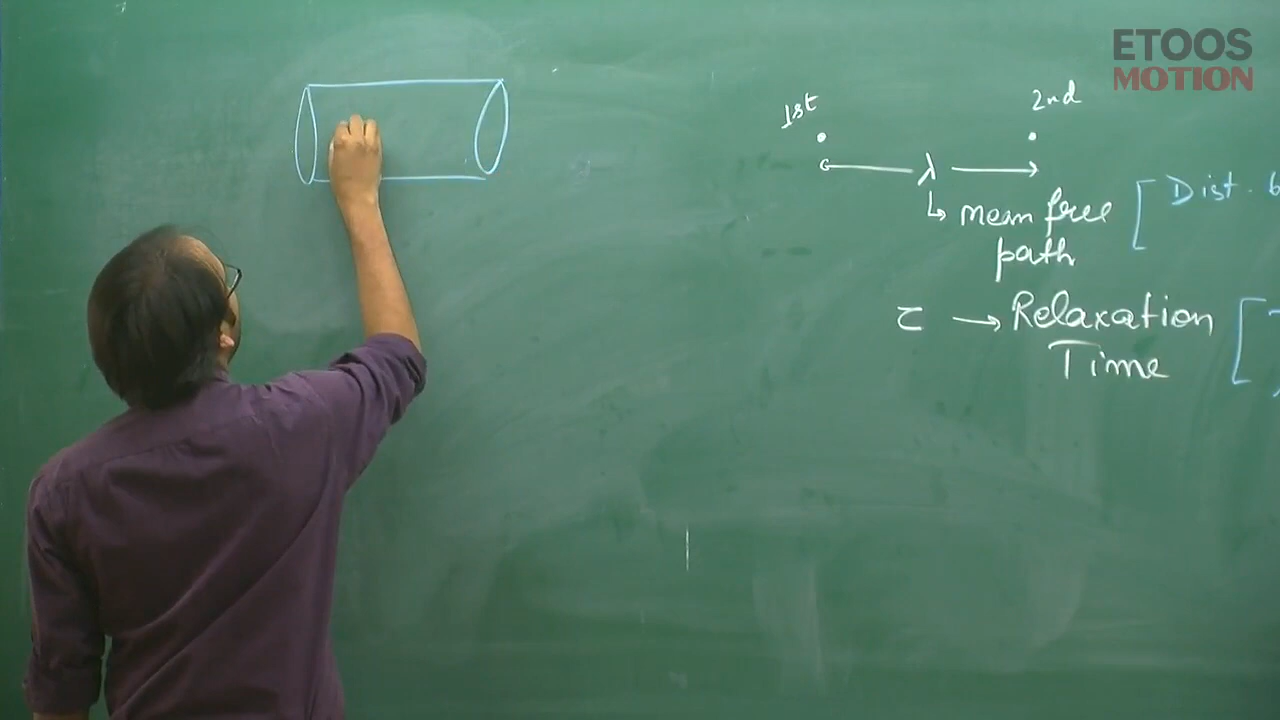 ETOOS
MOTION
1st 2nd
λ
↳ mean free [ Dist.
path
τ → Relaxation [
Time